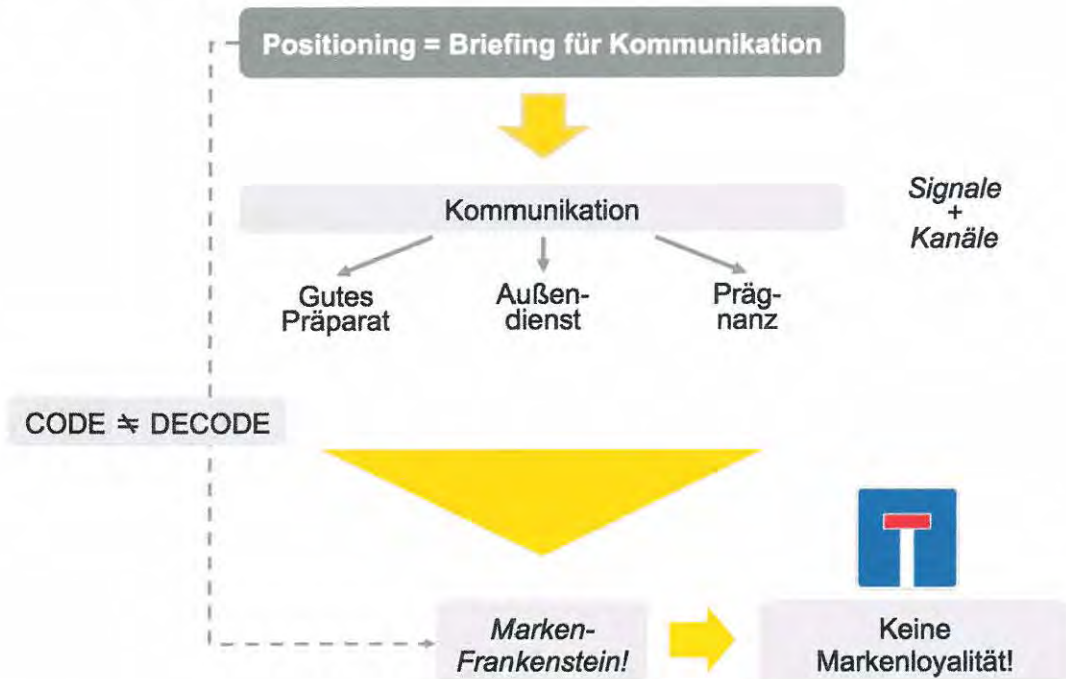 Positioning = Briefing für Kommunikation
Kommunikation
Signale
+
Kanäle
Gutes
Präparat
Außen-
dienst
Präg-
nanz
CODE ≒ DECODE
Marken-
Frankenstein!
Keine
Markenloyalität!